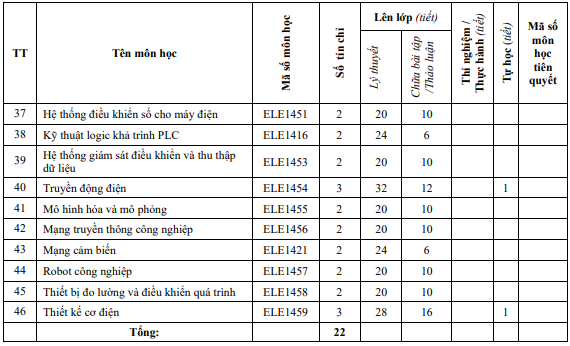 TT Tên môn học Mã số môn học Số tín chỉ Lên lớp (tiết) Thí nghiệm / Thực hành (tiết) Tự học (tiết) Mã số môn học tiên quyết
Lý thuyết Chữa bài tập /Thảo luận
37 Hệ thống điều khiển số cho máy điện ELE1451 2 20 10
38 Kỹ thuật logic khả trình PLC ELE1416 2 24 6
39 Hệ thống giám sát điều khiển và thu thập dữ liệu ELE1453 2 20 10
40 Truyền động điện ELE1454 3 32 12 1
41 Mô hình hóa và mô phỏng ELE1455 2 20 10
42 Mạng truyền thông công nghiệp ELE1456 2 20 10
43 Mạng cảm biến ELE1421 2 24 6
44 Robot công nghiệp ELE1457 2 20 10
45 Thiết bị đo lường và điều khiển quá trình ELE1458 2 20 10
46 Thiết kế cơ điện ELE1459 3 28 16 1
Tổng: 22